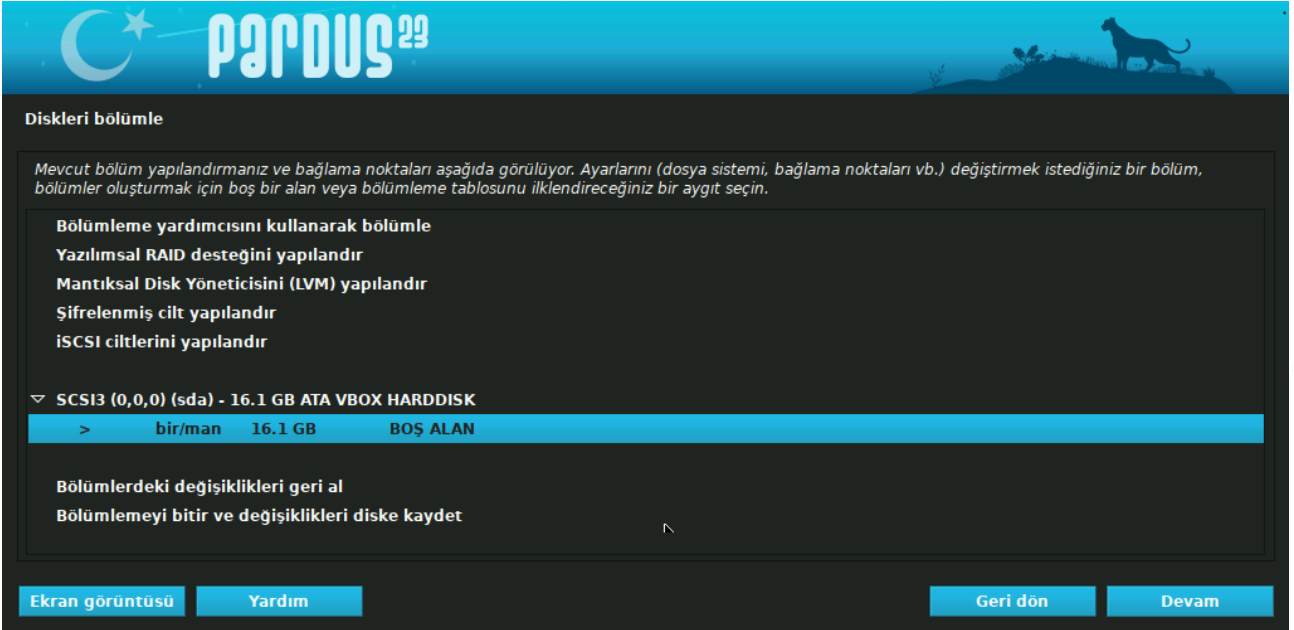 pardus 23
Diskleri bölümle
Mevcut bölüm yapılandırmanız ve bağlama noktaları aşağıda görülüyor. Ayarlarını (dosya sistemi, bağlama noktaları vb.) değiştirmek istediğiniz bir bölüm,
bölümler oluşturmak için boş bir alan veya bölümleme tablosunu ilklendireceğiniz bir aygıt seçin.
Bölümleme yardımcısını kullanarak bölümle
Yazılımsal RAID desteğini yapılandır
Mantıksal Disk Yöneticisini (LVM) yapılandır
Şifrelenmiş cilt yapılandır
iSCSI ciltlerini yapılandır
SCSI3 (0,0,0) (sda) - 16.1 GB ATA VBOX HARDDISK
> bir/man 16.1 GB BOŞ ALAN
Bölümlerdeki değişiklikleri geri al
Bölümlemeyi bitir ve değişiklikleri diske kaydet
Ekran görüntüsü Yardım Geri dön Devam